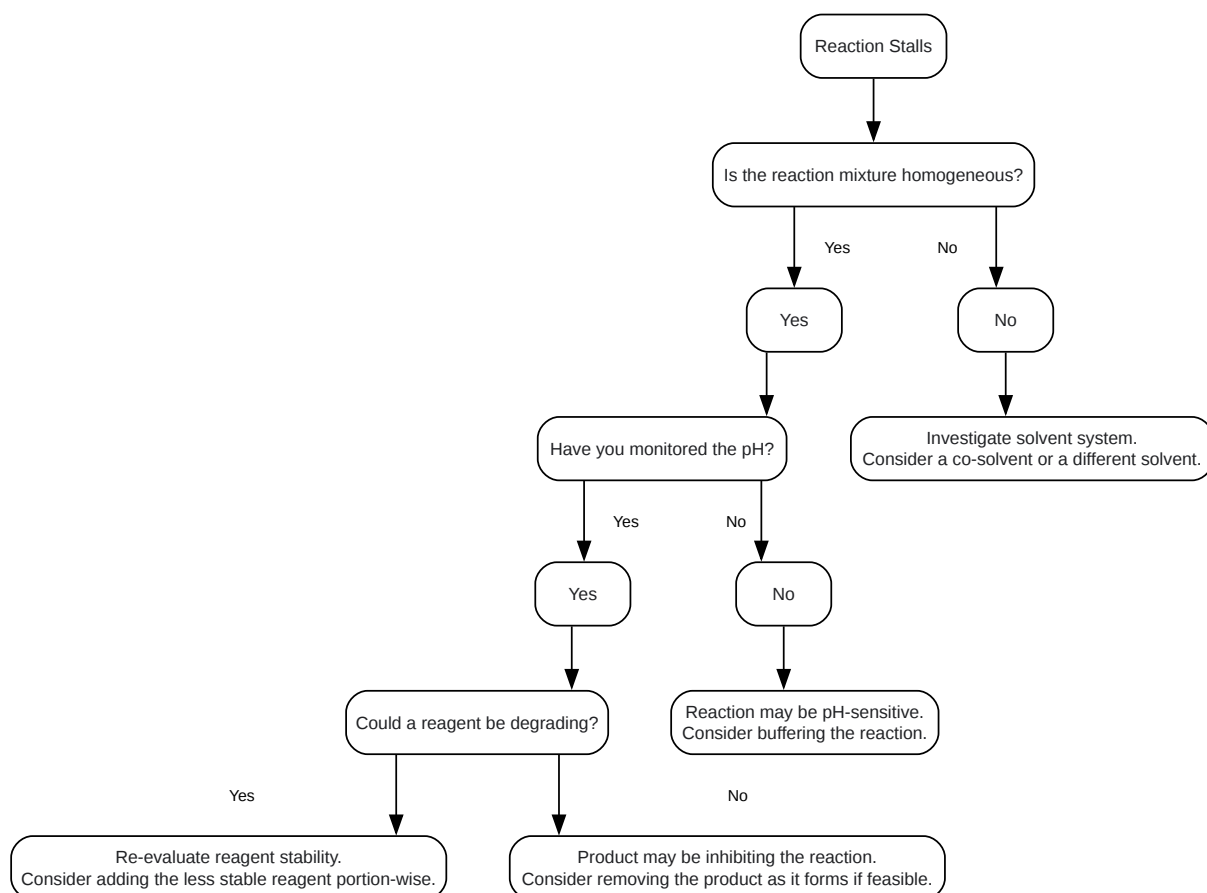 Reaction Stalls
Is the reaction mixture homogeneous?
Yes
No
Yes
No
Have you monitored the pH?
Investigate solvent system.
Consider a co-solvent or a different solvent.
Yes
No
Yes
No
Could a reagent be degrading?
Reaction may be pH-sensitive.
Consider buffering the reaction.
Yes
No
Re-evaluate reagent stability.
Consider adding the less stable reagent portion-wise.
Product may be inhibiting the reaction.
Consider removing the product as it forms if feasible.